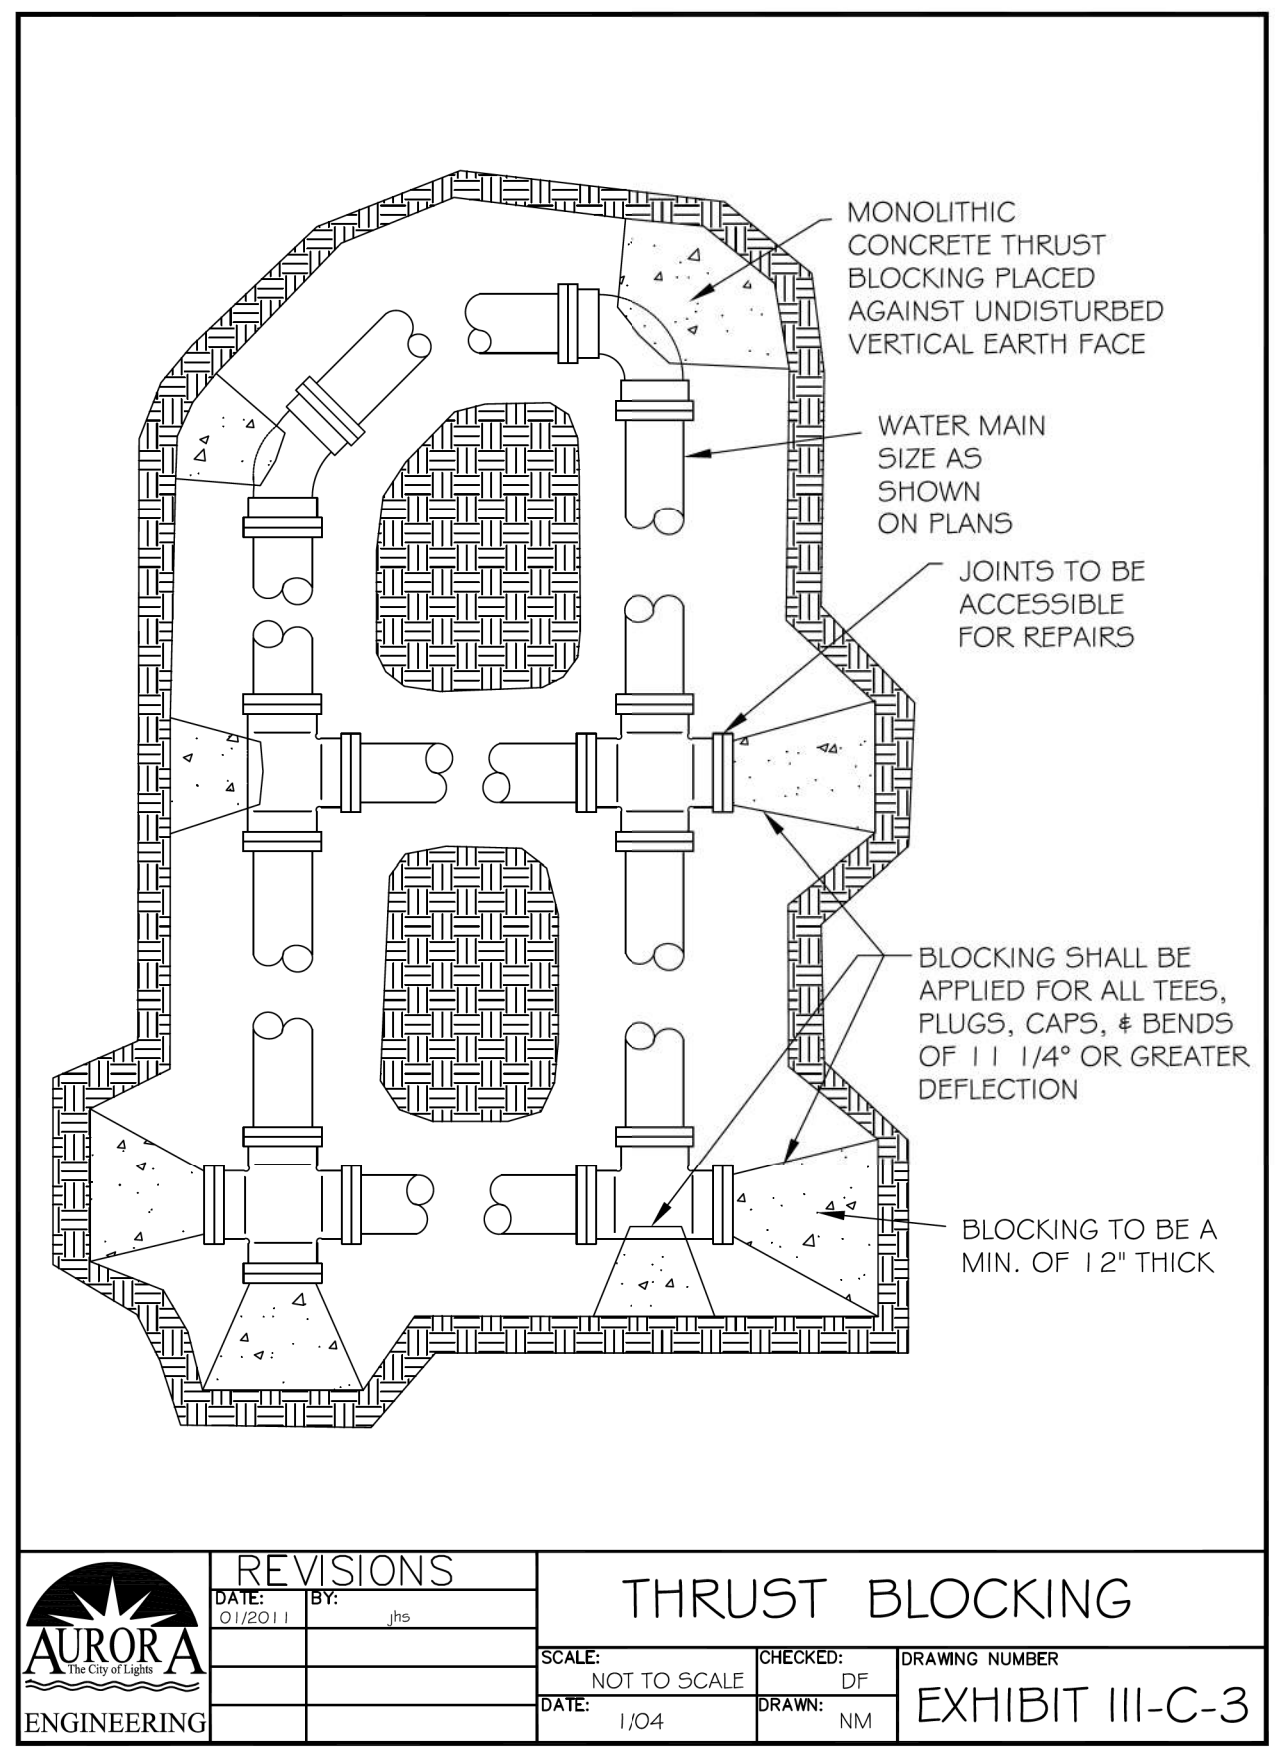 MONOLITHIC
CONCRETE THRUST
BLOCKING PLACED
AGAINST UNDISTURBED
VERTICAL EARTH FACE
WATER MAIN
SIZE AS
SHOWN
ON PLANS
JOINTS TO BE
ACCESSIBLE
FOR REPAIRS
BLOCKING SHALL BE
APPLIED FOR ALL TEES,
PLUGS, CAPS, & BENDS
OF 11 1/4° OR GREATER
DEFLECTION
BLOCKING TO BE A
MIN. OF 12" THICK
AURORA
The City of Lights
ENGINEERING
REVISIONS
DATE: BY:
01/2011 jhs
THRUST BLOCKING
SCALE:
NOT TO SCALE
CHECKED:
DF
DATE:
1/04
DRAWN:
NM
DRAWING NUMBER
EXHIBIT III-C-3